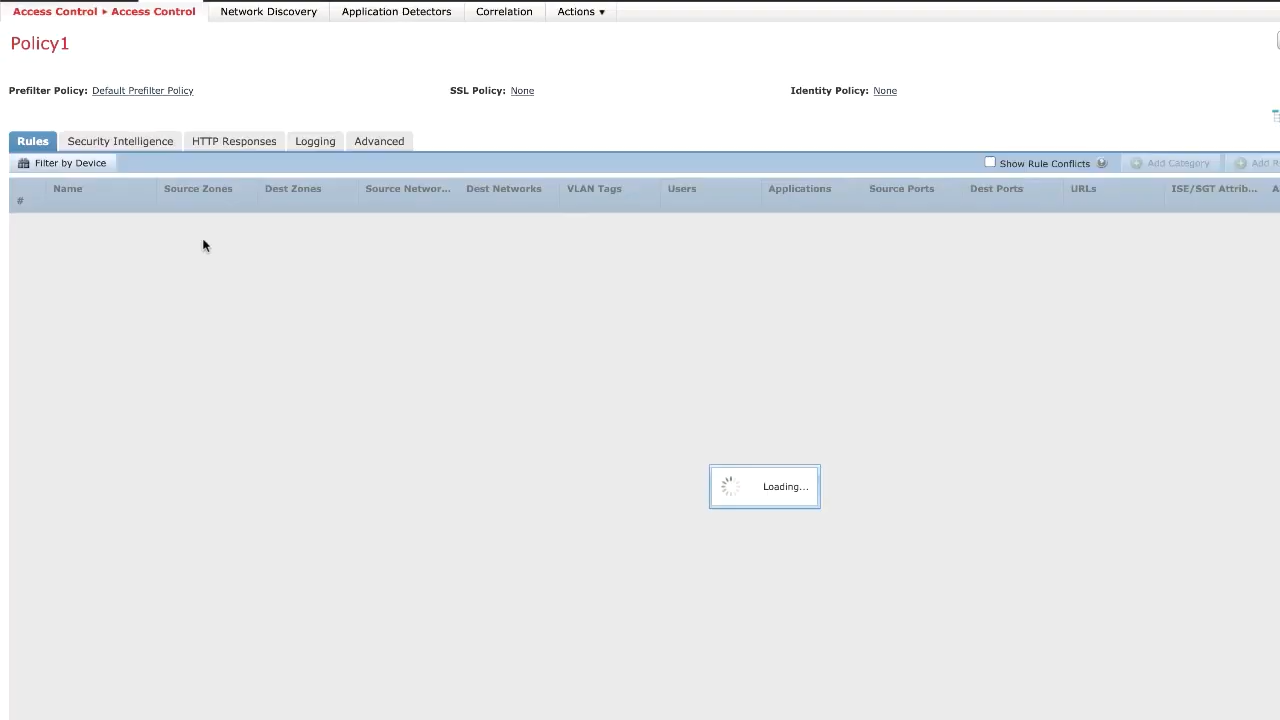 Access Control ▸ Access Control Network Discovery Application Detectors Correlation Actions ▾
Policy1
Prefilter Policy: Default Prefilter Policy SSL Policy: None Identity Policy: None
Rules Security Intelligence HTTP Responses Logging Advanced
Filter by Device Show Rule Conflicts Add Category Add R
# Name Source Zones Dest Zones Source Networ... Dest Networks VLAN Tags Users Applications Source Ports Dest Ports URLs ISE/SGT Attrib... A
Loading...